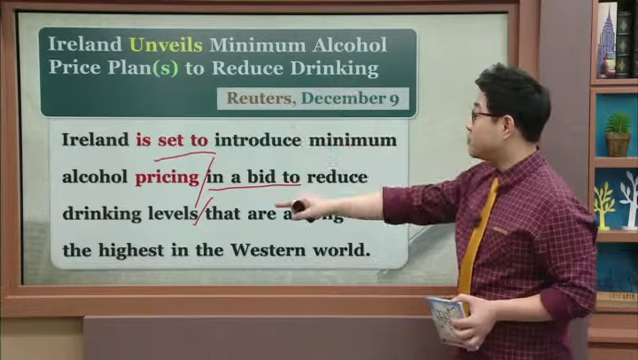 Ireland Unveils Minimum Alcohol
Price Plan(s) to Reduce Drinking
Reuters, December 9
Ireland is set to introduce minimum
alcohol pricing in a bid to reduce
drinking levels that are
the highest in the Western world.